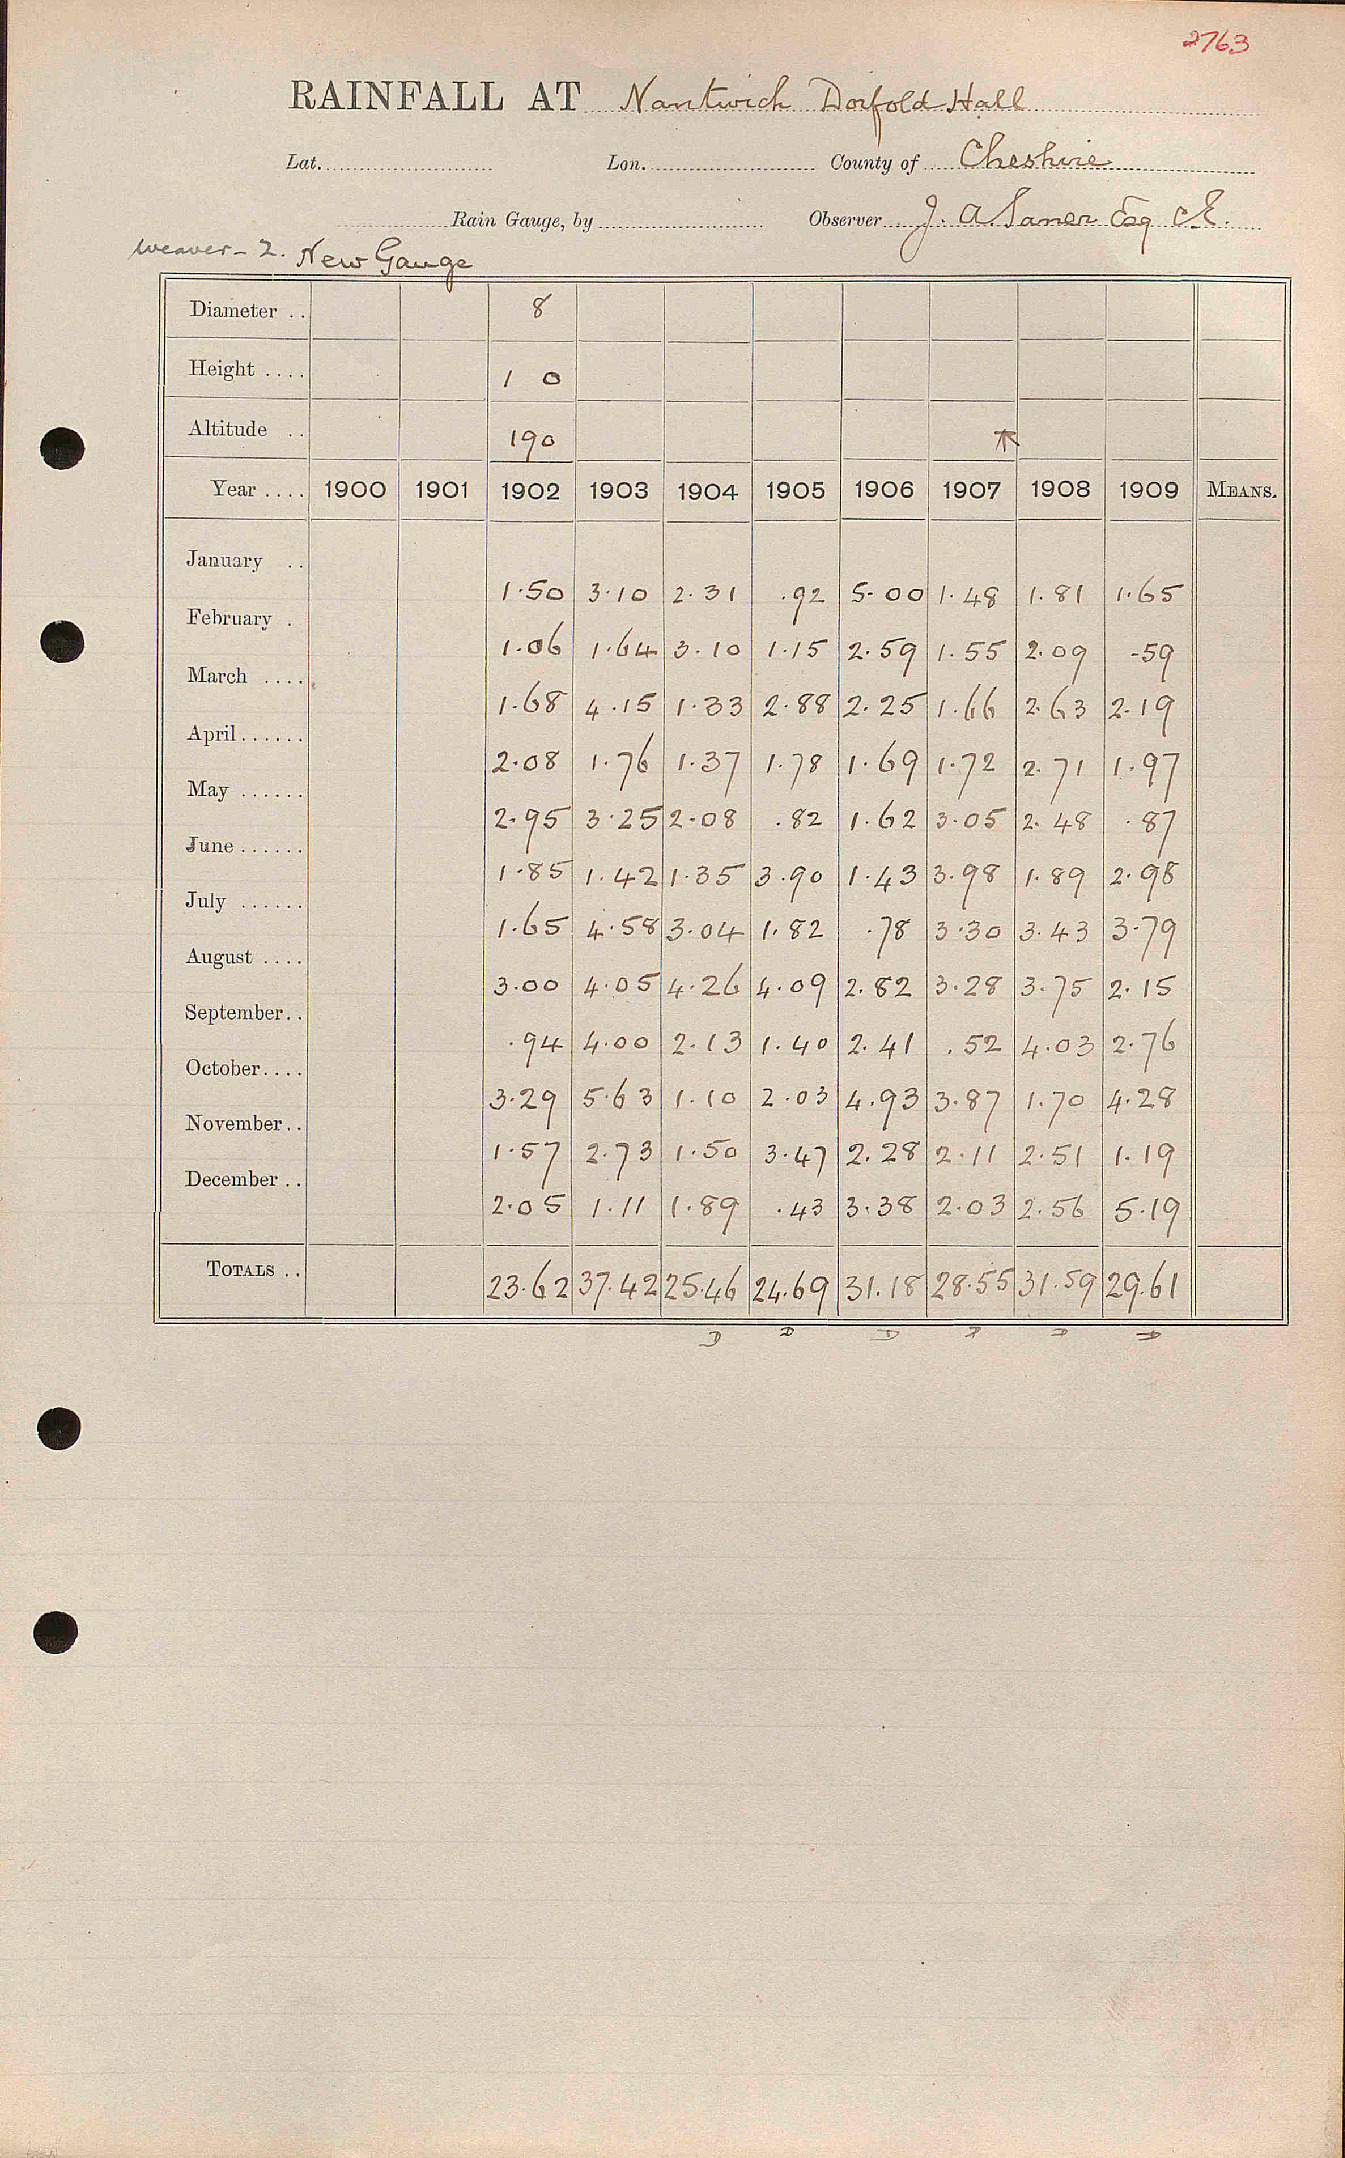 2763
RAINFALL AT Nantwich Dorfold Hall
Lat. Lon. County of Cheshire
Rain Gauge, by Observer J. A. Saner Esq C.E.
Weaver - 2. New Gauge
Diameter .. 8
Height .... 1 0
Altitude .. 190
Year .... 1900 1901 1902 1903 1904 1905 1906 1907 1908 1909 MEANS.
January .. 1.50 3.10 2.31 .92 5.00 1.48 1.81 1.65
February . 1.06 1.64 3.10 1.15 2.59 1.55 2.09 .59
March .... 1.68 4.15 1.33 2.88 2.25 1.66 2.63 2.19
April...... 2.08 1.76 1.37 1.78 1.69 1.72 2.71 1.97
May ...... 2.95 3.25 2.08 .82 1.62 3.05 2.48 .87
June ...... 1.85 1.42 1.35 3.90 1.43 3.98 1.89 2.98
July ...... 1.65 4.58 3.04 1.82 .78 3.30 3.43 3.79
August .... 3.00 4.05 4.26 4.09 2.82 3.28 3.75 2.15
September.. .94 4.00 2.13 1.40 2.41 .52 4.03 2.76
October.... 3.29 5.63 1.10 2.03 4.93 3.87 1.70 4.28
November.. 1.57 2.73 1.50 3.47 2.28 2.11 2.51 1.19
December .. 2.05 1.11 1.89 .43 3.38 2.03 2.56 5.19
TOTALS .. 23.62 37.42 25.46 24.69 31.18 28.55 31.59 29.61
D D D D D D